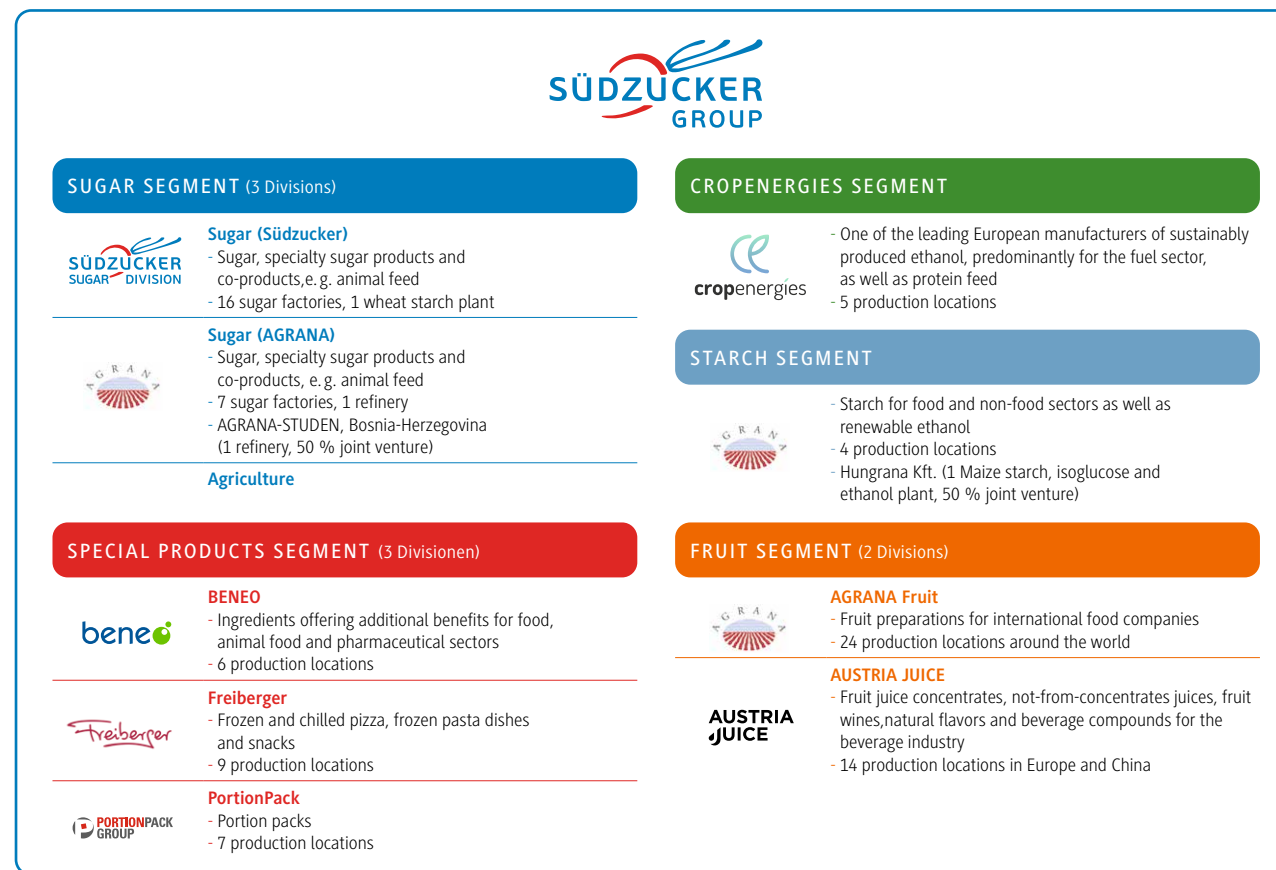 SÜDZUCKER
GROUP
SUGAR SEGMENT (3 Divisions)
SÜDZUCKER
SUGAR DIVISION
Sugar (Südzucker)
- Sugar, specialty sugar products and
co-products,e. g. animal feed
- 16 sugar factories, 1 wheat starch plant
AGRANA
Sugar (AGRANA)
- Sugar, specialty sugar products and
co-products, e. g. animal feed
- 7 sugar factories, 1 refinery
- AGRANA-STUDEN, Bosnia-Herzegovina
(1 refinery, 50 % joint venture)
Agriculture
SPECIAL PRODUCTS SEGMENT (3 Divisionen)
beneo
BENEO
- Ingredients offering additional benefits for food,
animal food and pharmaceutical sectors
- 6 production locations
Freiberger
Freiberger
- Frozen and chilled pizza, frozen pasta dishes
and snacks
- 9 production locations
PORTIONPACK
GROUP
PortionPack
- Portion packs
- 7 production locations
CROPENERGIES SEGMENT
cropenergies
- One of the leading European manufacturers of sustainably
produced ethanol, predominantly for the fuel sector,
as well as protein feed
- 5 production locations
STARCH SEGMENT
AGRANA
- Starch for food and non-food sectors as well as
renewable ethanol
- 4 production locations
- Hungrana Kft. (1 Maize starch, isoglucose and
ethanol plant, 50 % joint venture)
FRUIT SEGMENT (2 Divisions)
AGRANA
AGRANA Fruit
- Fruit preparations for international food companies
- 24 production locations around the world
AUSTRIA
JUICE
AUSTRIA JUICE
- Fruit juice concentrates, not-from-concentrates juices, fruit
wines,natural flavors and beverage compounds for the
beverage industry
- 14 production locations in Europe and China